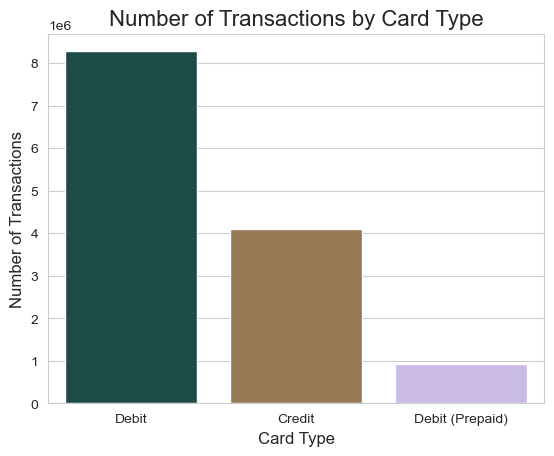 Number of Transactions by Card Type
1e6
8
7
6
5
4
3
2
1
0
Number of Transactions
Debit
Credit
Debit (Prepaid)
Card Type